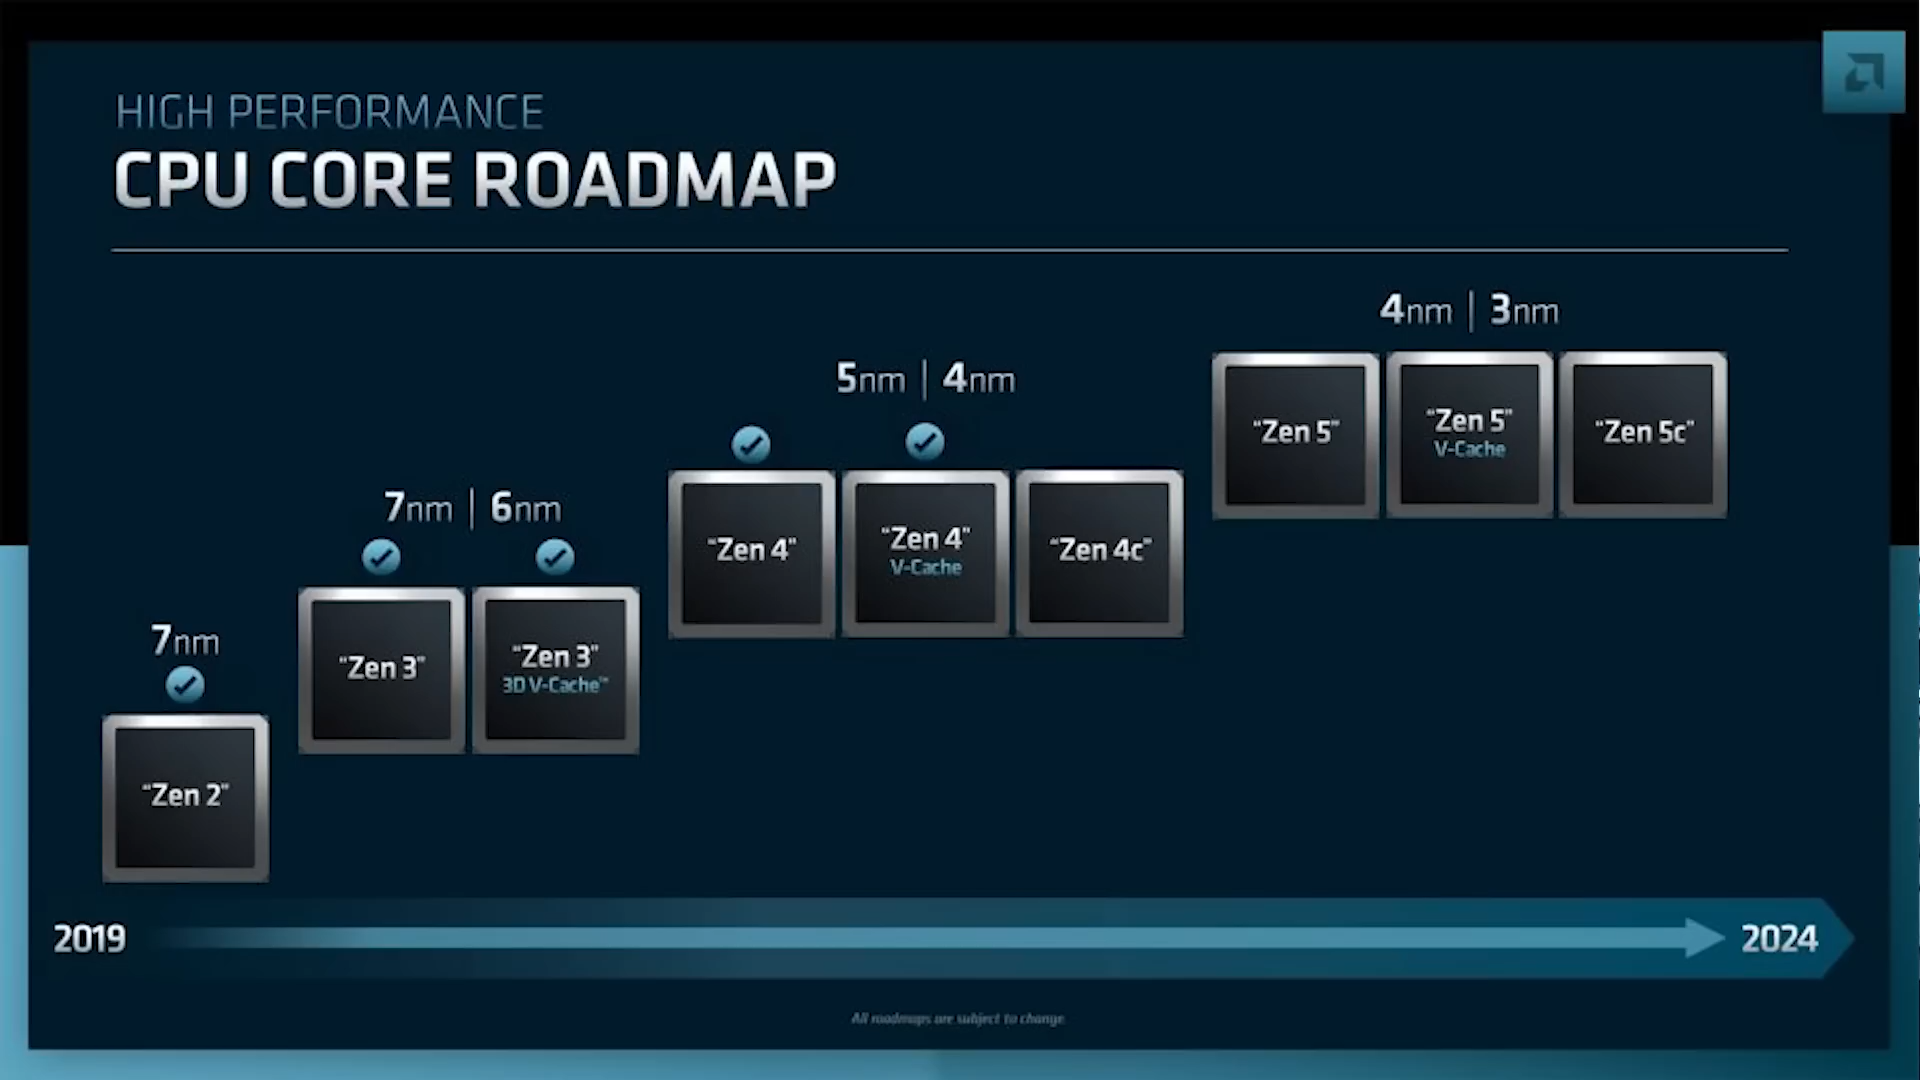 HIGH PERFORMANCE
CPU CORE ROADMAP
4nm | 3nm
"Zen 5"
"Zen 5"
V-Cache
"Zen 5c"
5nm | 4nm
"Zen 4"
"Zen 4"
V-Cache
"Zen 4c"
7nm | 6nm
"Zen 3"
"Zen 3"
3D V-Cache™
7nm
"Zen 2"
2019
2024
All roadmaps are subject to change